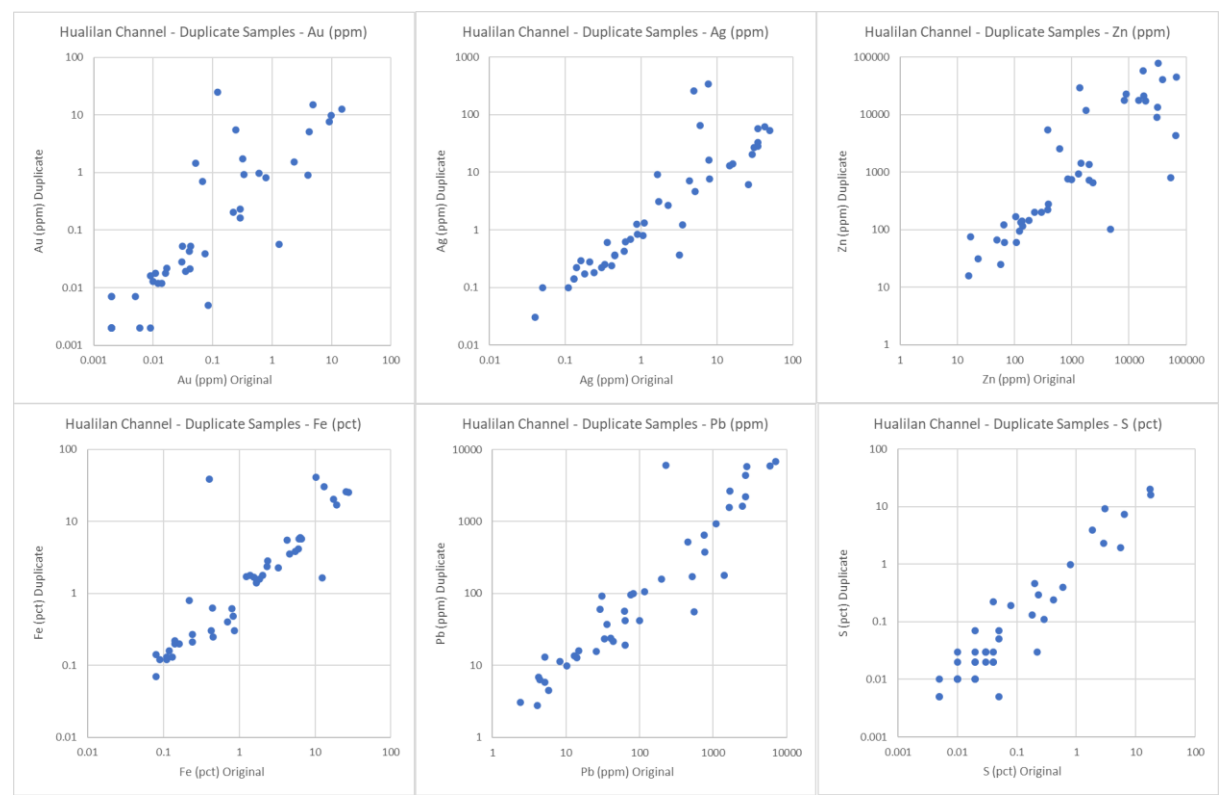 Hualilan Channel - Duplicate Samples - Au (ppm)
100
10
1
0.1
0.01
0.001
Au (ppm) Duplicate
0.001 0.01 0.1 1 10 100
Au (ppm) Original
Hualilan Channel - Duplicate Samples - Ag (ppm)
1000
100
10
1
0.1
0.01
Ag (ppm) Duplicate
0.01 0.1 1 10 100
Ag (ppm) Original
Hualilan Channel - Duplicate Samples - Zn (ppm)
100000
10000
1000
100
10
1
Zn (ppm) Duplicate
1 10 100 1000 10000 100000
Zn (ppm) Original
Hualilan Channel - Duplicate Samples - Fe (pct)
100
10
1
0.1
0.01
Fe (pct) Duplicate
0.01 0.1 1 10 100
Fe (pct) Original
Hualilan Channel - Duplicate Samples - Pb (ppm)
10000
1000
100
10
1
Pb (ppm) Duplicate
1 10 100 1000 10000
Pb (ppm) Original
Hualilan Channel - Duplicate Samples - S (pct)
100
10
1
0.1
0.01
0.001
S (pct) Duplicate
0.001 0.01 0.1 1 10 100
S (pct) Original